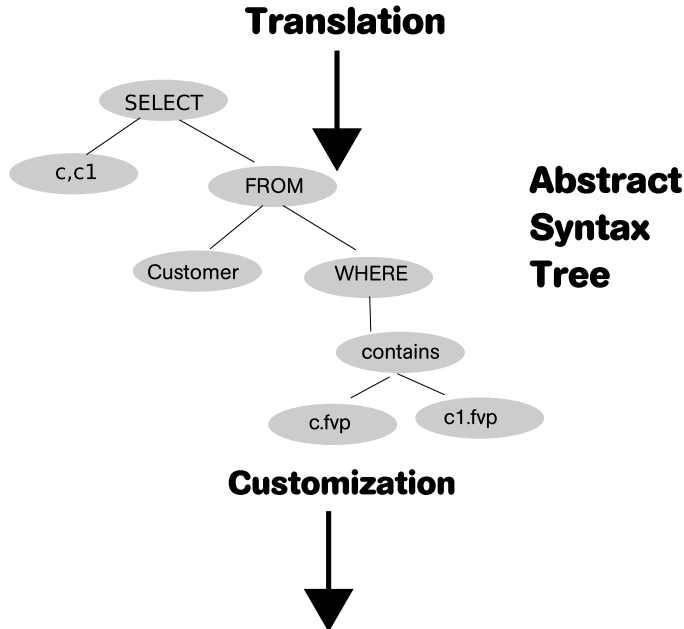 Translation
SELECT
c,c1
FROM
Abstract
Syntax
Tree
Customer
WHERE
contains
c.fvp
c1.fvp
Customization